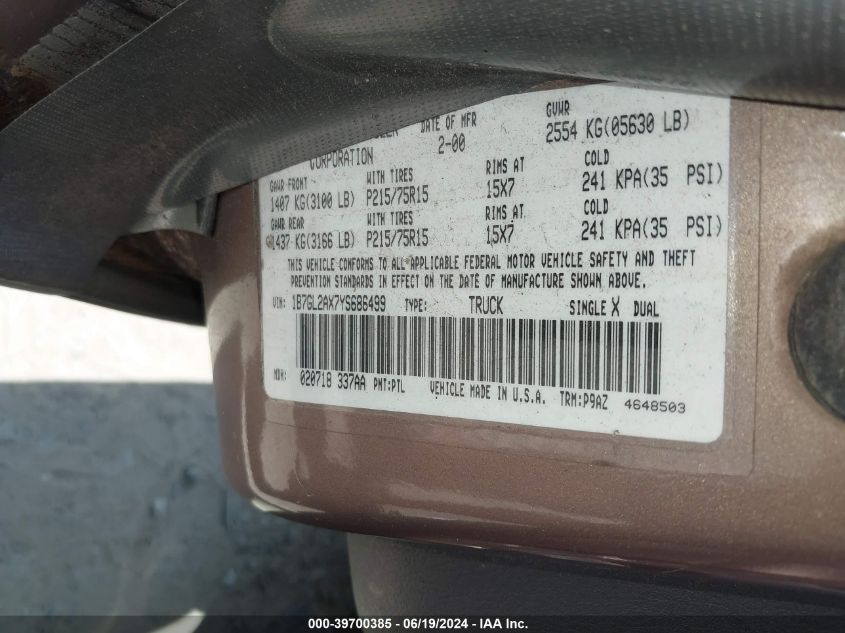 DATE OF MFR GVWR
CORPORATION 2-00 2554 KG(05630 LB)
GAWR FRONT WITH TIRES RIMS AT COLD
1407 KG(3100 LB) P215/75R15 15X7 241 KPA(35 PSI)
GAWR REAR WITH TIRES RIMS AT COLD
1437 KG(3166 LB) P215/75R15 15X7 241 KPA(35 PSI)
THIS VEHICLE CONFORMS TO ALL APPLICABLE FEDERAL MOTOR VEHICLE SAFETY AND THEFT
PREVENTION STANDARDS IN EFFECT ON THE DATE OF MANUFACTURE SHOWN ABOVE.
VIN: 1B7GL2AX7YS686499 TYPE: TRUCK SINGLE X DUAL
MDH: 020718 337AA PNT:PTL VEHICLE MADE IN U.S.A. TRM:P9AZ 4648503
000-39700385 - 06/19/2024 - IAA Inc.